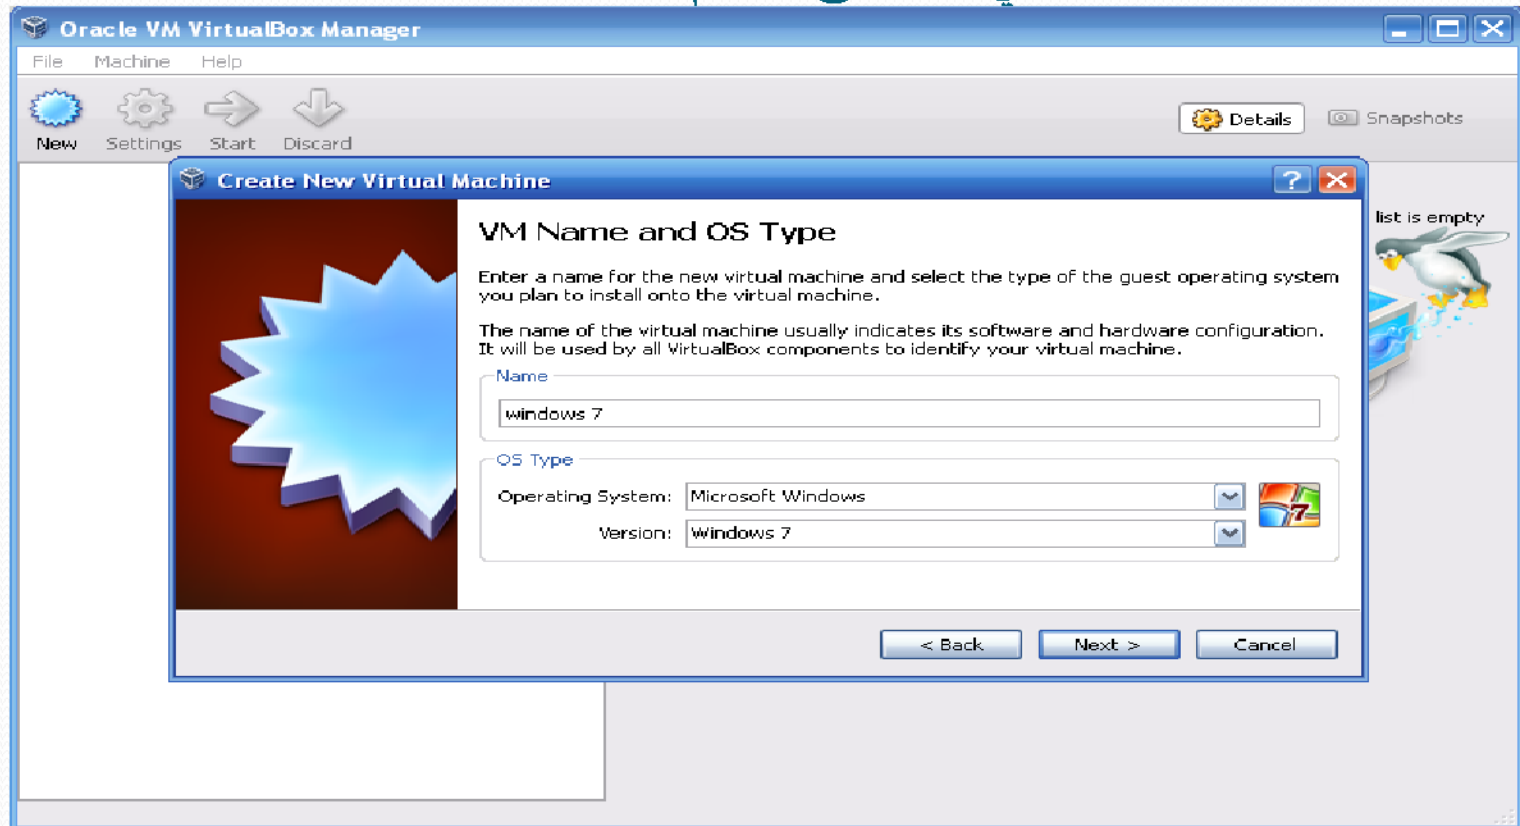 Oracle VM VirtualBox Manager
File Machine Help
New Settings Start Discard
Details Snapshots
Create New Virtual Machine
list is empty
VM Name and OS Type
Enter a name for the new virtual machine and select the type of the guest operating system
you plan to install onto the virtual machine.
The name of the virtual machine usually indicates its software and hardware configuration.
It will be used by all VirtualBox components to identify your virtual machine.
Name
windows 7
OS Type
Operating System: Microsoft Windows
7
Version: Windows 7
< Back Next > Cancel